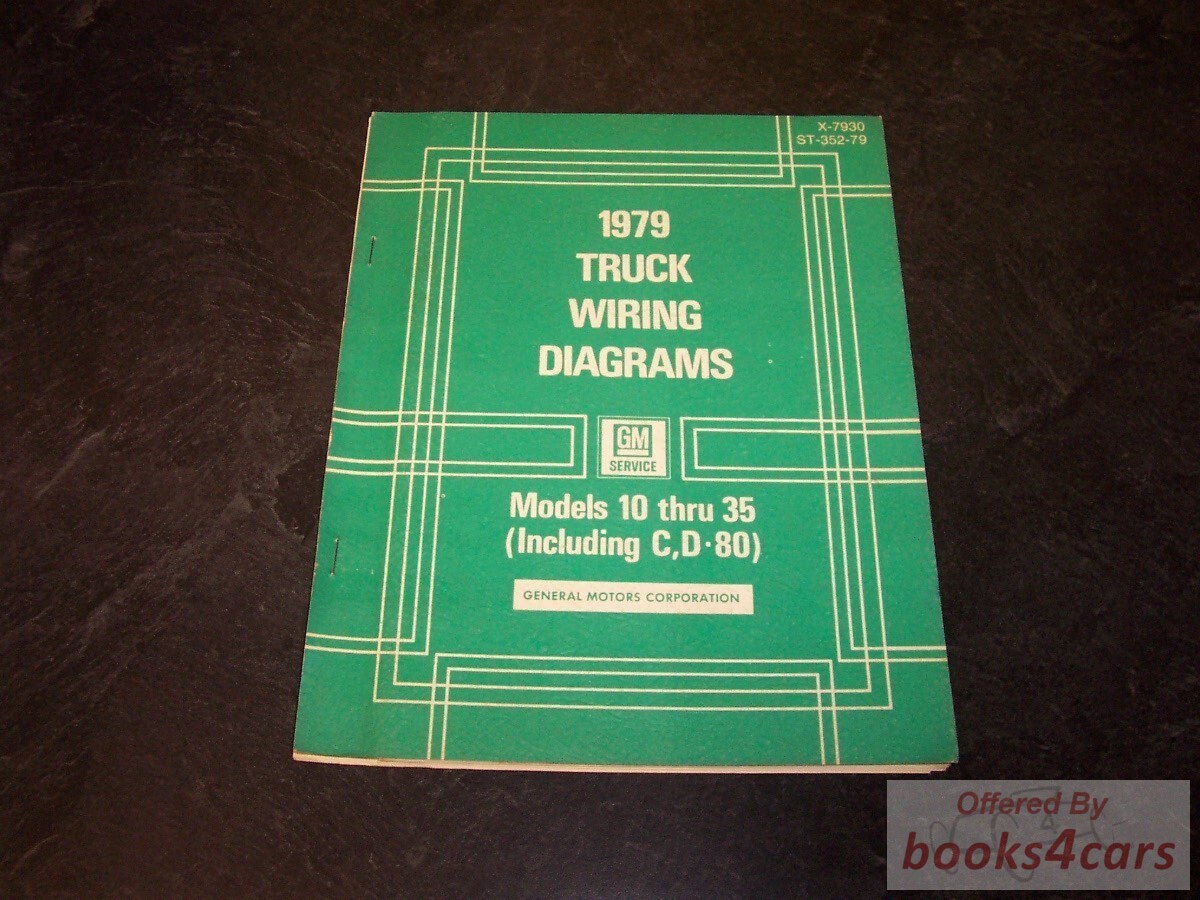 X-7930
ST-352-79
1979
TRUCK
WIRING
DIAGRAMS
GM
SERVICE
Models 10 thru 35
(Including C,D·80)
GENERAL MOTORS CORPORATION
Offered By
books4cars